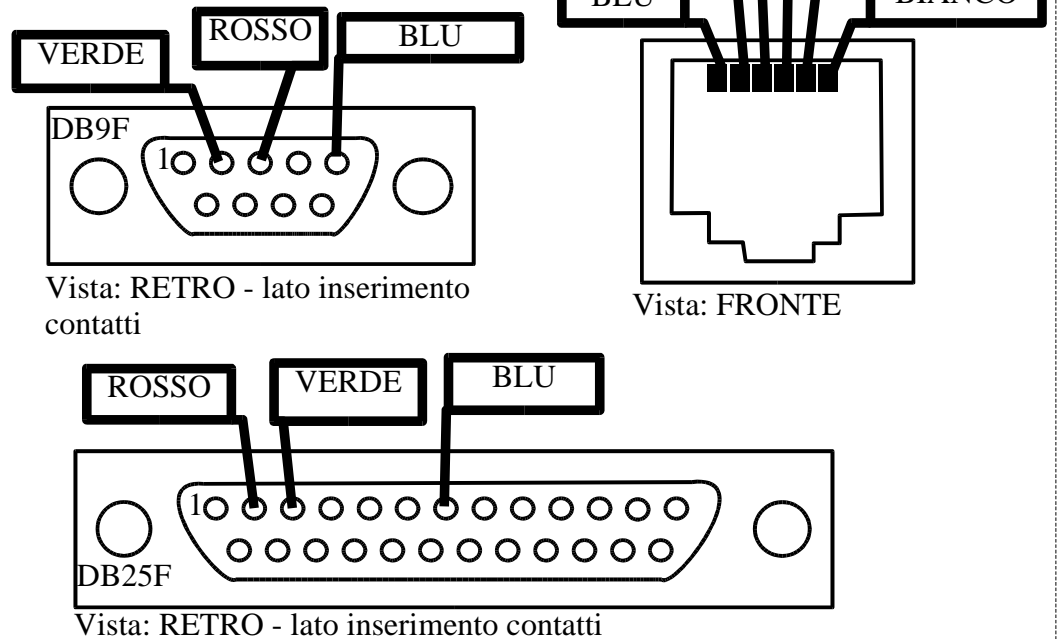 BLU
BIANCO
VERDE
ROSSO
BLU
DB9F
1
Vista: RETRO - lato inserimento
contatti
Vista: FRONTE
ROSSO
VERDE
BLU
1
DB25F
Vista: RETRO - lato inserimento contatti